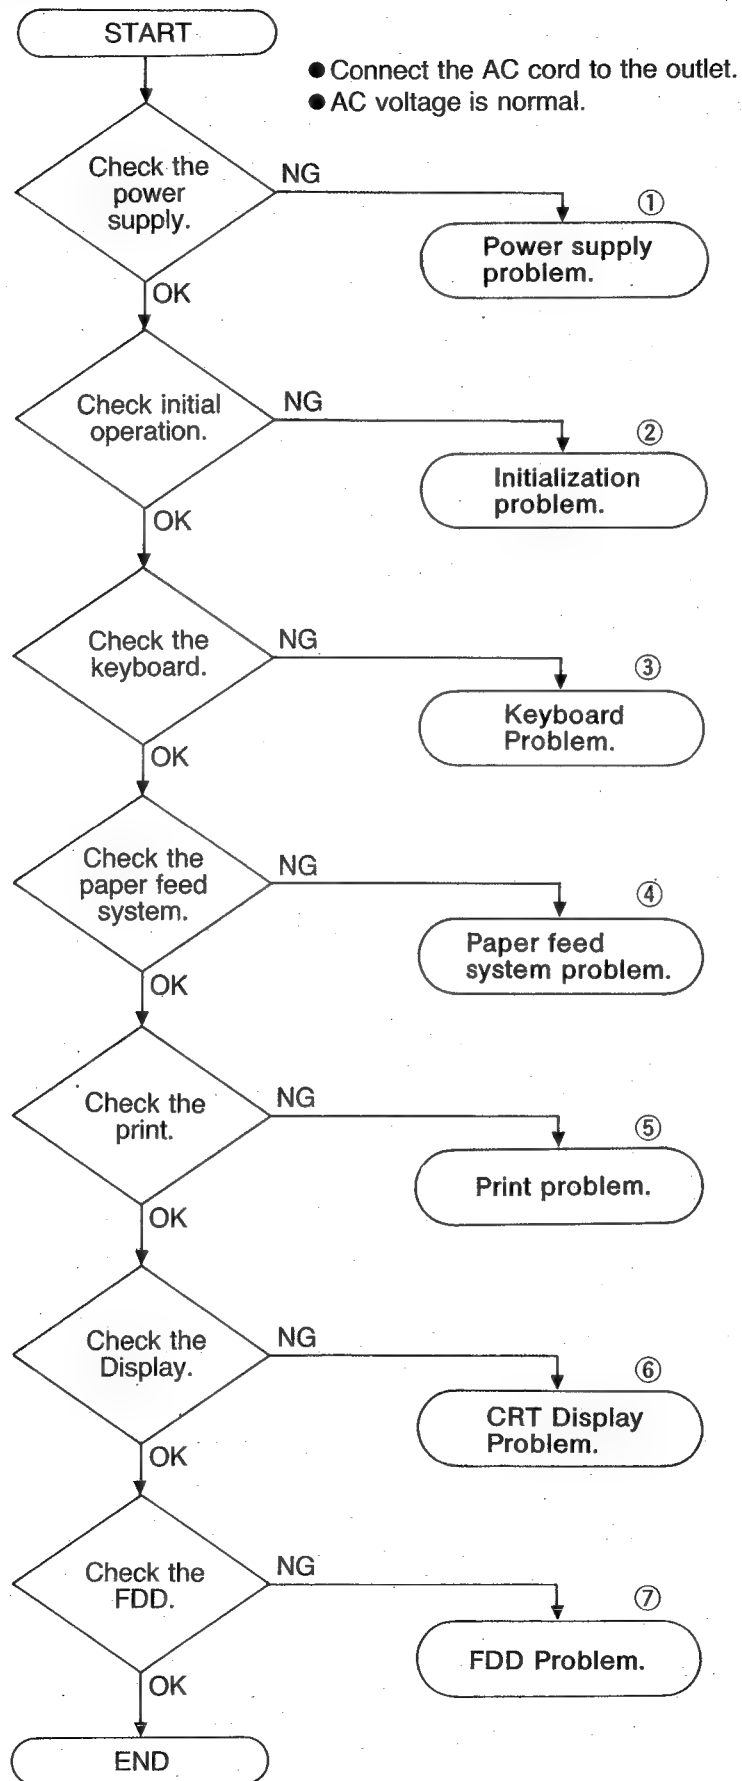 START
● Connect the AC cord to the outlet.
● AC voltage is normal.
Check the
power
supply.
NG
①
Power supply
problem.
OK
Check initial
operation.
NG
②
Initialization
problem.
OK
Check the
keyboard.
NG
③
Keyboard
Problem.
OK
Check the
paper feed
system.
NG
④
Paper feed
system problem.
OK
Check the
print.
NG
⑤
Print problem.
OK
Check the
Display.
NG
⑥
CRT Display
Problem.
OK
Check the
FDD.
NG
⑦
FDD Problem.
OK
END